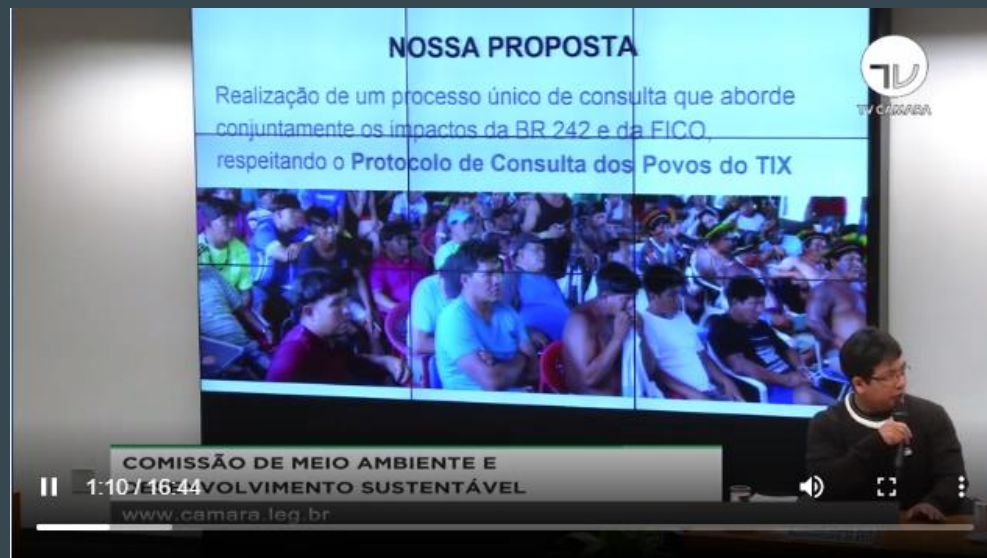 NOSSA PROPOSTA
Realização de um processo único de consulta que aborde
conjuntamente os impactos da BR 242 e da FICO,
respeitando o Protocolo de Consulta dos Povos do TIX
TV CAMARA
COMISSÃO DE MEIO AMBIENTE E
DESENVOLVIMENTO SUSTENTÁVEL
1:10 / 16:44
www.camara.leg.br